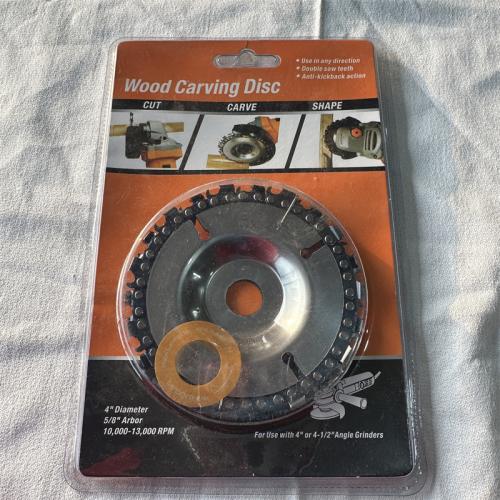 • Use in any direction
• Double saw teeth
• Anti-kickback action
Wood Carving Disc
CUT CARVE SHAPE
4" Diameter
5/8" Arbor
10,000-13,000 RPM
For Use with 4" or 4-1/2" Angle Grinders